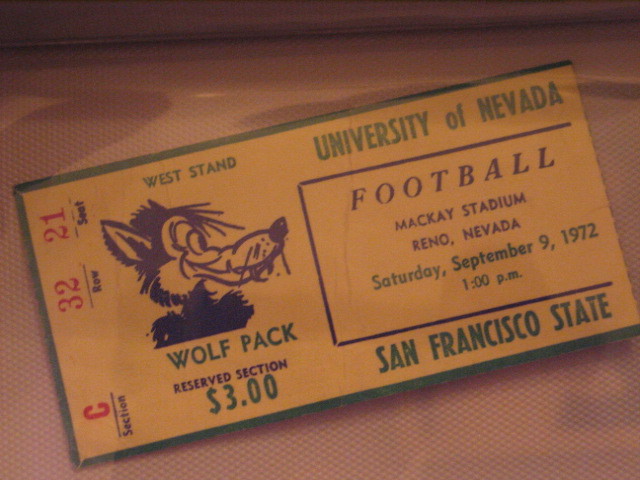 21
Seat
32
Row
C
Section
WEST STAND
WOLF PACK
RESERVED SECTION
$3.00
UNIVERSITY of NEVADA
FOOTBALL
MACKAY STADIUM
RENO, NEVADA
Saturday, September 9, 1972
1:00 p.m.
SAN FRANCISCO STATE